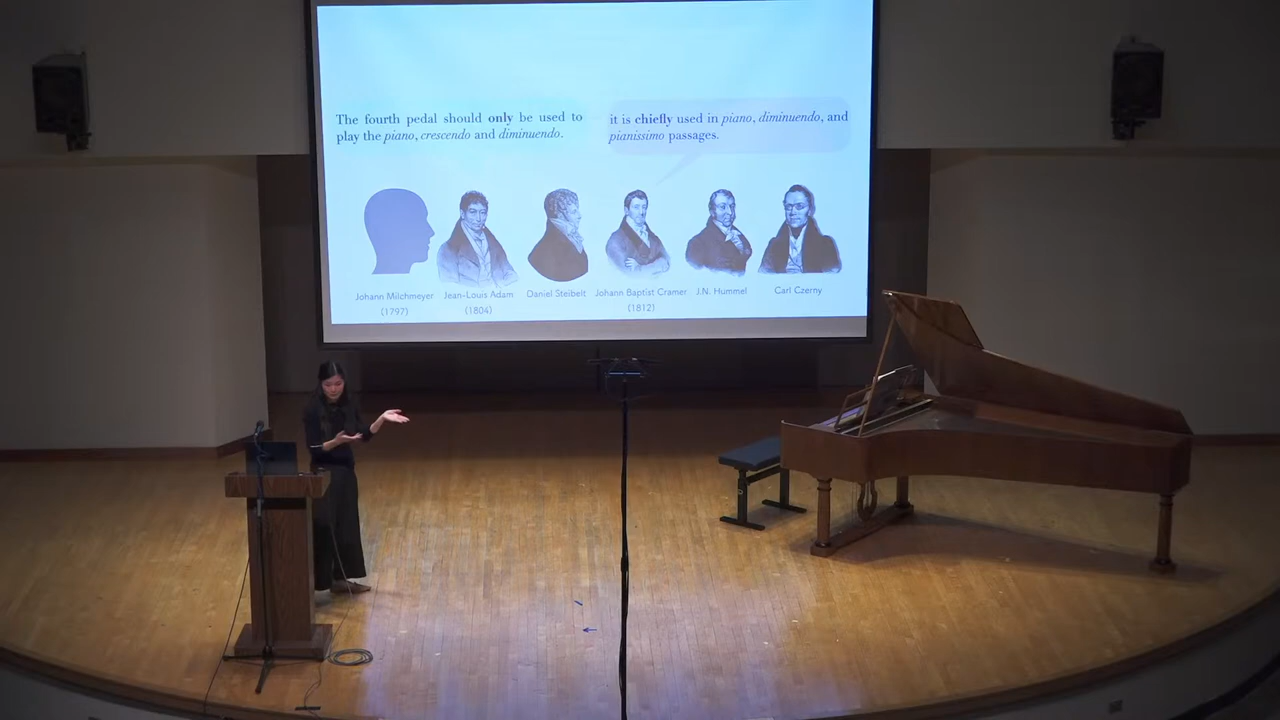 The fourth pedal should only be used to
play the piano, crescendo and diminuendo.
it is chiefly used in piano, diminuendo, and
pianissimo passages.
Johann Milchmeyer
(1797)
Jean-Louis Adam
(1804)
Daniel Steibelt
Johann Baptist Cramer
(1812)
J.N. Hummel
Carl Czerny